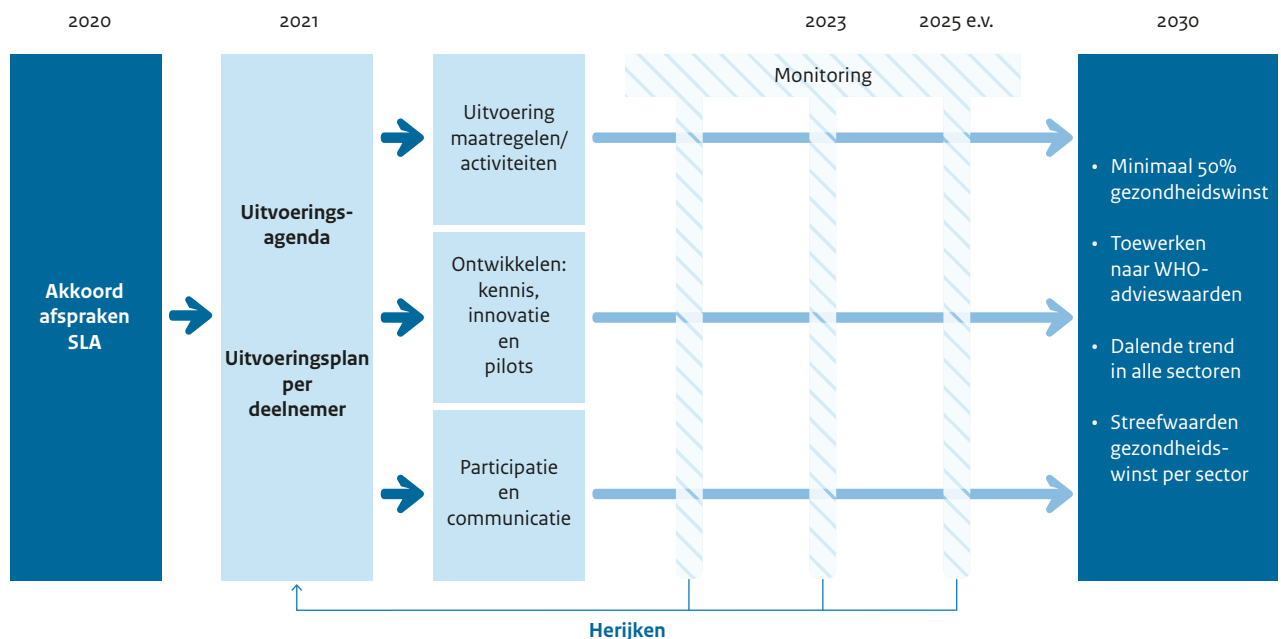 2020
2021
2023
2025 e.v.
2030
Akkoord
afspraken
SLA
Uitvoerings-
agenda
Uitvoeringsplan
per
deelnemer
Uitvoering
maatregelen/
activiteiten
Ontwikkelen:
kennis,
innovatie
en
pilots
Participatie
en
communicatie
Monitoring
• Minimaal 50%
gezondheidswinst
• Toewerken
naar WHO-
advieswaarden
• Dalende trend
in alle sectoren
• Streefwaarden
gezondheids-
winst per sector
Herijken